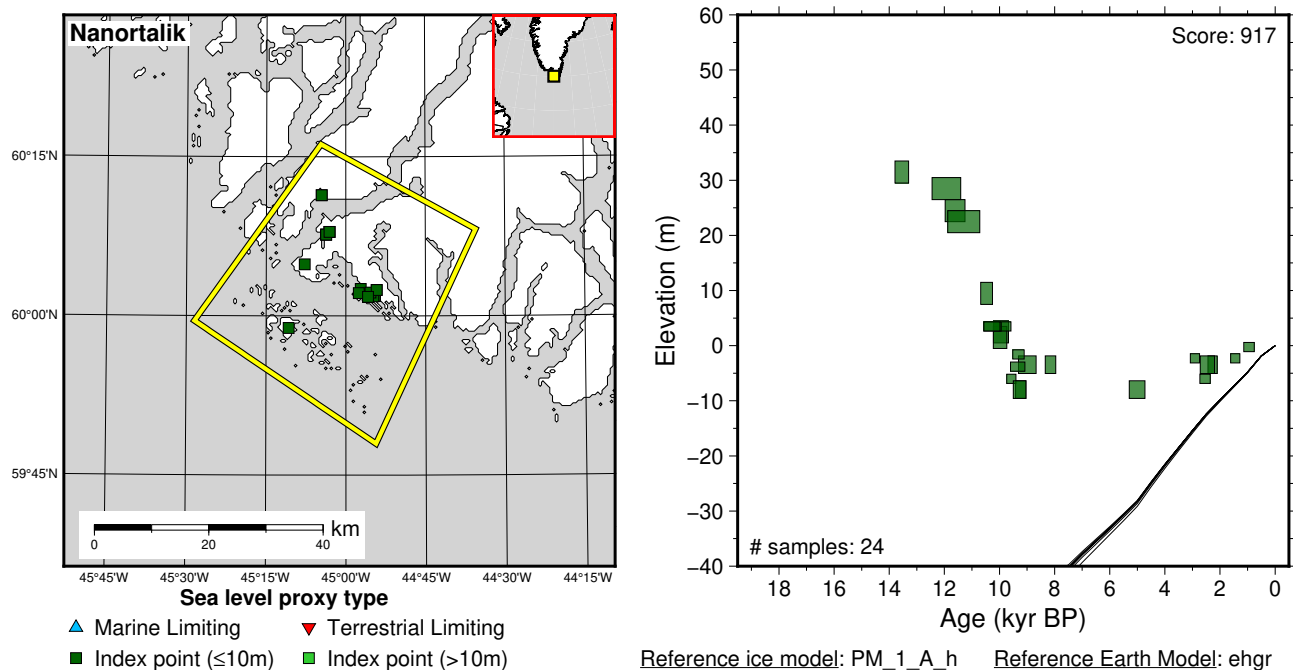 Nanortalik
60°15'N
60°00'N
59°45'N
km
0 20 40
45°45'W 45°30'W 45°15'W 45°00'W 44°45'W 44°30'W 44°15'W
Sea level proxy type
Marine Limiting Terrestrial Limiting
Index point (≤10m) Index point (>10m)
Score: 917
60
50
40
30
20
10
0
−10
−20
−30
−40
Elevation (m)
# samples: 24
18 16 14 12 10 8 6 4 2 0
Age (kyr BP)
Reference ice model: PM_1_A_h Reference Earth Model: ehgr